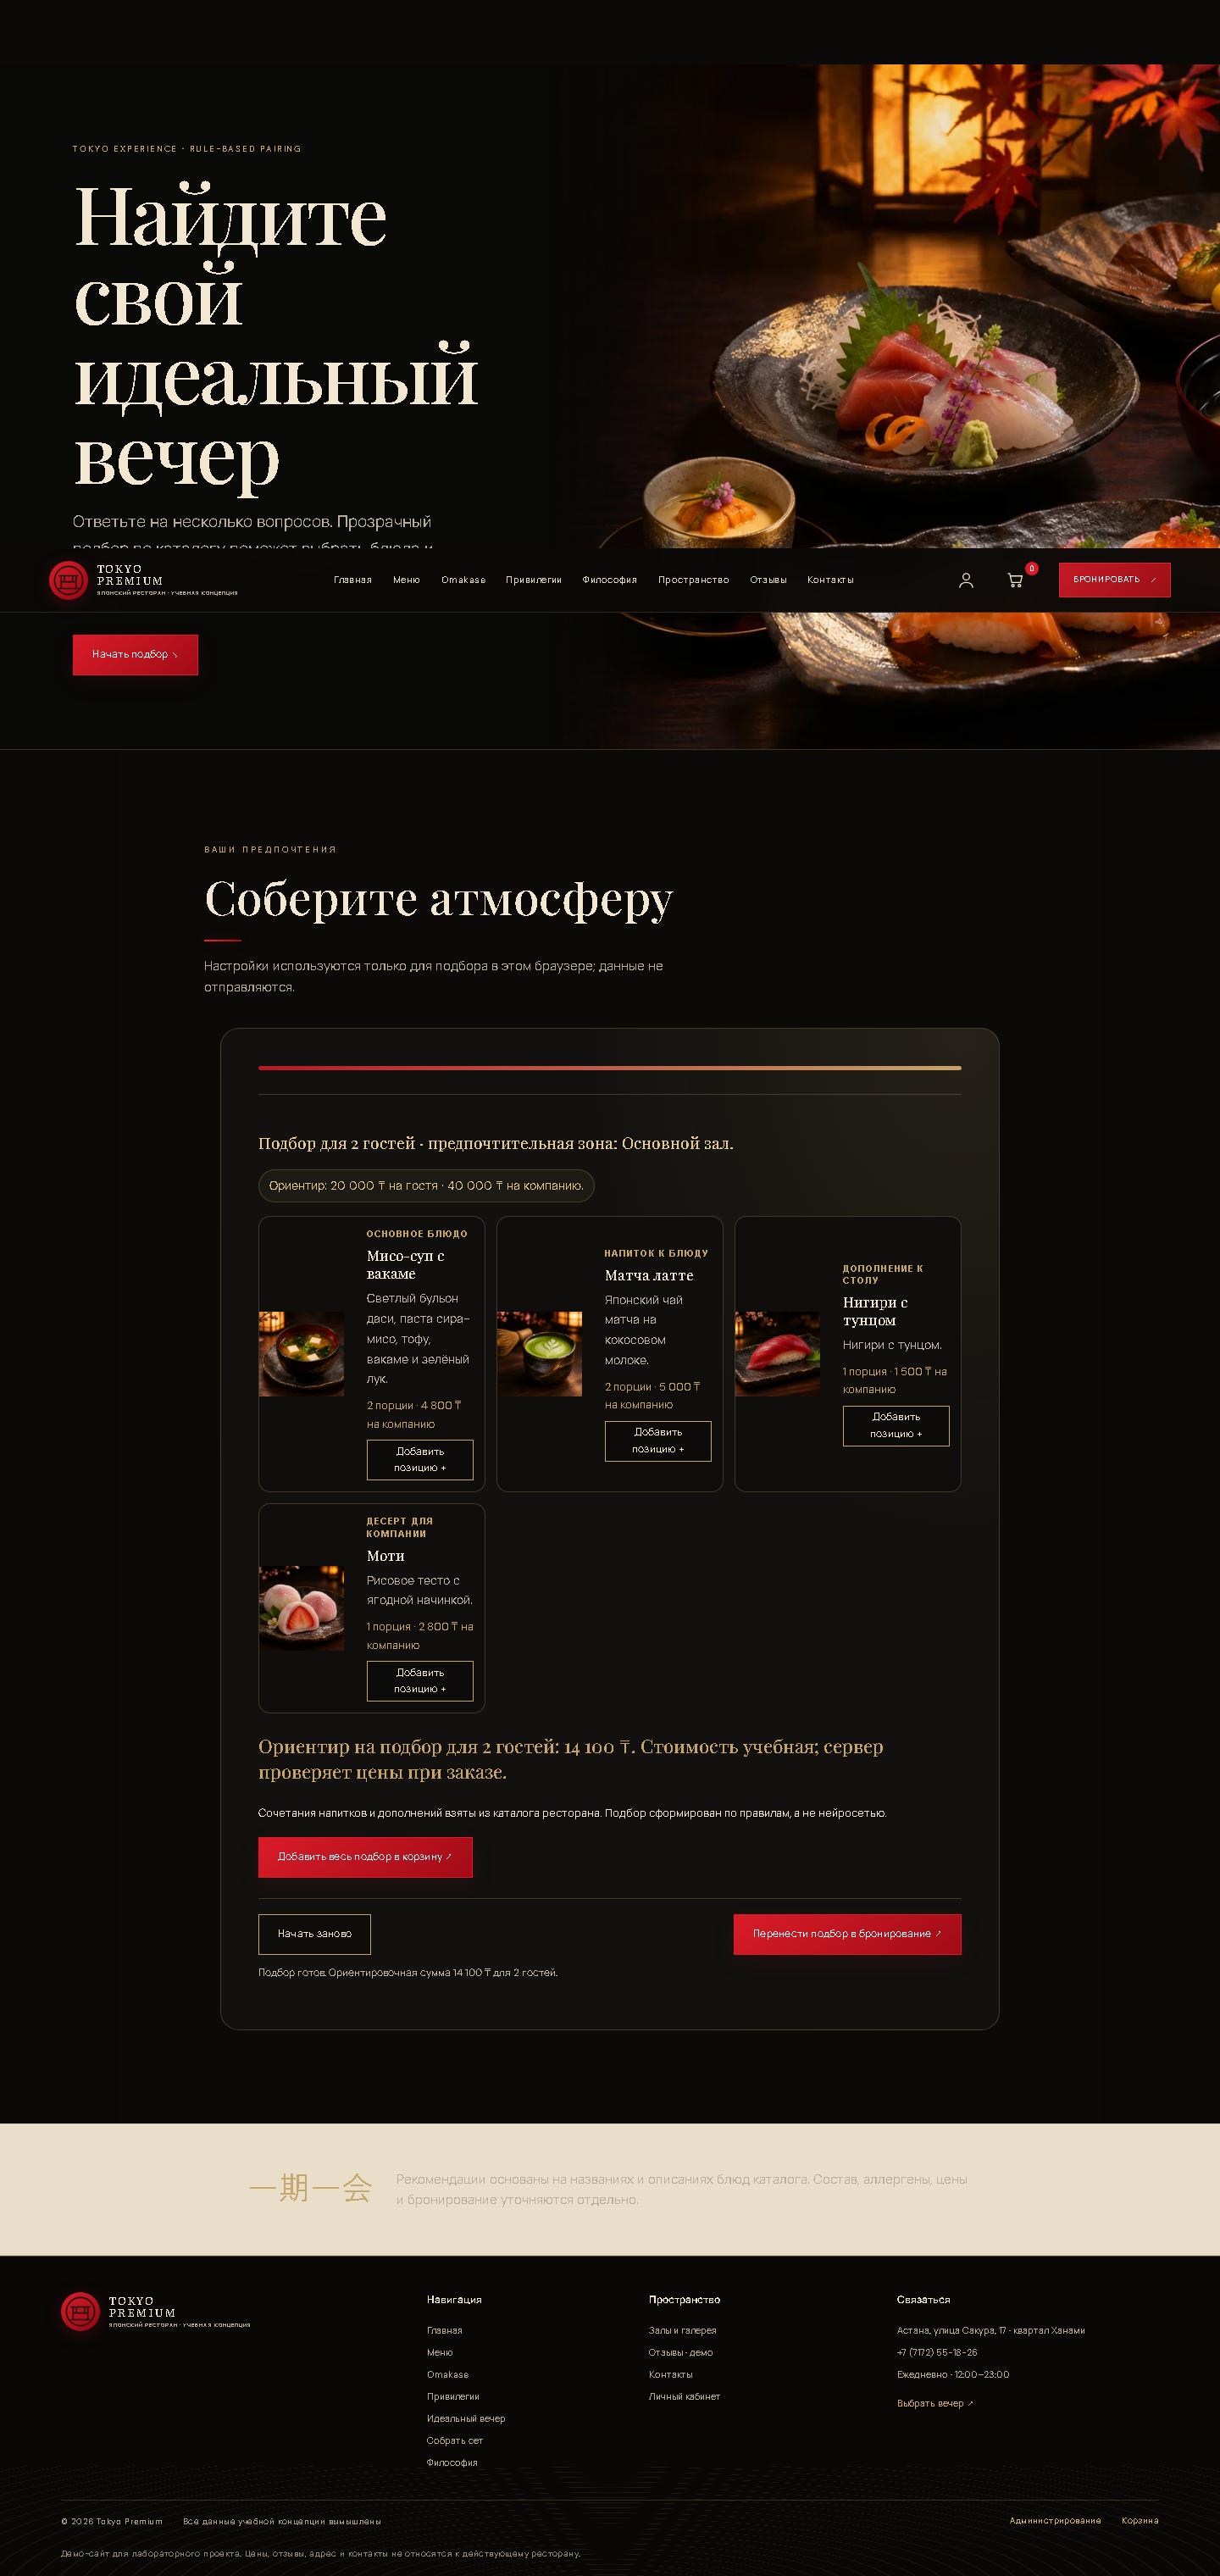 TOKYO EXPERIENCE · RULE-BASED PAIRING
Найдите
свой
идеальный
вечер
Ответьте на несколько вопросов. Прозрачный
подбор по каталогу поможет выбрать блюда и
TOKYO
PREMIUM
ЯПОНСКИЙ РЕСТОРАН · УЧЕБНАЯ КОНЦЕПЦИЯ
Главная Меню Omakase Привилегии Философия Пространство Отзывы Контакты
0
БРОНИРОВАТЬ ↗
Начать подбор ↘
ВАШИ ПРЕДПОЧТЕНИЯ
Соберите атмосферу
Настройки используются только для подбора в этом браузере; данные не
отправляются.
Подбор для 2 гостей · предпочтительная зона: Основной зал.
Ориентир: 20 000 ₸ на гостя · 40 000 ₸ на компанию.
ОСНОВНОЕ БЛЮДО
Мисо-суп с
вакаме
Светлый бульон
даси, паста сира-
мисо, тофу,
вакаме и зелёный
лук.
2 порции · 4 800 ₸
на компанию
Добавить
позицию +
НАПИТОК К БЛЮДУ
Матча латте
Японский чай
матча на
кокосовом
молоке.
2 порции · 5 000 ₸
на компанию
Добавить
позицию +
ДОПОЛНЕНИЕ К
СТОЛУ
Нигири с
тунцом
Нигири с тунцом.
1 порция · 1 500 ₸ на
компанию
Добавить
позицию +
ДЕСЕРТ ДЛЯ
КОМПАНИИ
Моти
Рисовое тесто с
ягодной начинкой.
1 порция · 2 800 ₸ на
компанию
Добавить
позицию +
Ориентир на подбор для 2 гостей: 14 100 ₸. Стоимость учебная; сервер
проверяет цены при заказе.
Сочетания напитков и дополнений взяты из каталога ресторана. Подбор сформирован по правилам, а не нейросетью.
Добавить весь подбор в корзину ↗
Начать заново
Перенести подбор в бронирование ↗
Подбор готов. Ориентировочная сумма 14 100 ₸ для 2 гостей.
一期一会
Рекомендации основаны на названиях и описаниях блюд каталога. Состав, аллергены, цены
и бронирование уточняются отдельно.
TOKYO
PREMIUM
ЯПОНСКИЙ РЕСТОРАН · УЧЕБНАЯ КОНЦЕПЦИЯ
Навигация
Главная
Меню
Omakase
Привилегии
Идеальный вечер
Собрать сет
Философия
Пространство
Залы и галерея
Отзывы · демо
Контакты
Личный кабинет
Связаться
Астана, улица Сакура, 17 · квартал Ханами
+7 (7172) 55-18-26
Ежедневно · 12:00–23:00
Выбрать вечер ↗
© 2026 Tokyo Premium Все данные учебной концепции вымышлены
Администрирование Корзина
Демо-сайт для лабораторного проекта. Цены, отзывы, адрес и контакты не относятся к действующему ресторану.